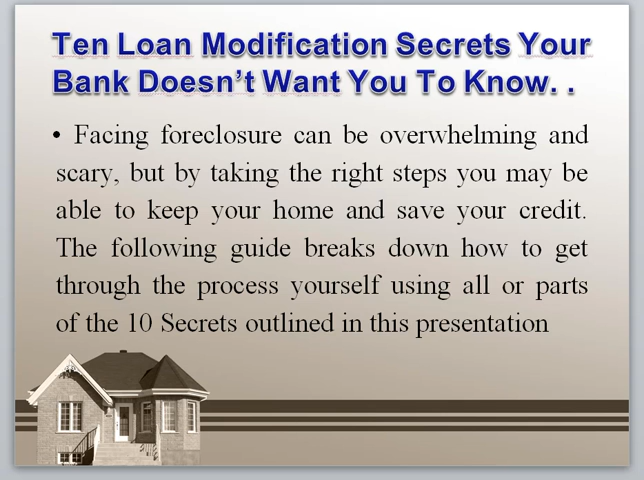 Ten Loan Modification Secrets Your
Bank Doesn't Want You To Know. .
• Facing foreclosure can be overwhelming and
scary, but by taking the right steps you may be
able to keep your home and save your credit.
The following guide breaks down how to get
through the process yourself using all or parts
of the 10 Secrets outlined in this presentation